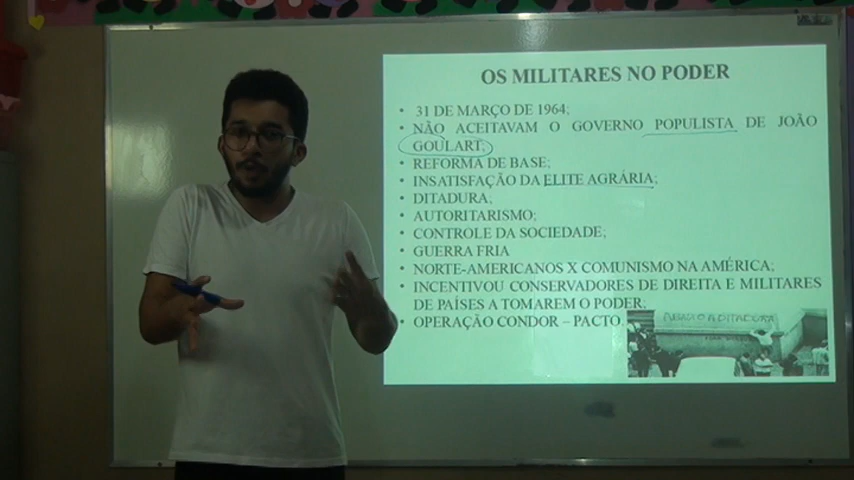 OS MILITARES NO PODER
• 31 DE MARÇO DE 1964;
• NÃO ACEITAVAM O GOVERNO POPULISTA DE JOÃO
GOULART;
• REFORMA DE BASE;
• INSATISFAÇÃO DA ELITE AGRÁRIA;
• DITADURA;
• AUTORITARISMO;
• CONTROLE DA SOCIEDADE;
• GUERRA FRIA
• NORTE-AMERICANOS X COMUNISMO NA AMÉRICA;
• INCENTIVOU CONSERVADORES DE DIREITA E MILITARES
DE PAÍSES A TOMAREM O PODER;
• OPERAÇÃO CONDOR – PACTO.
ABAIXO A DITADURA